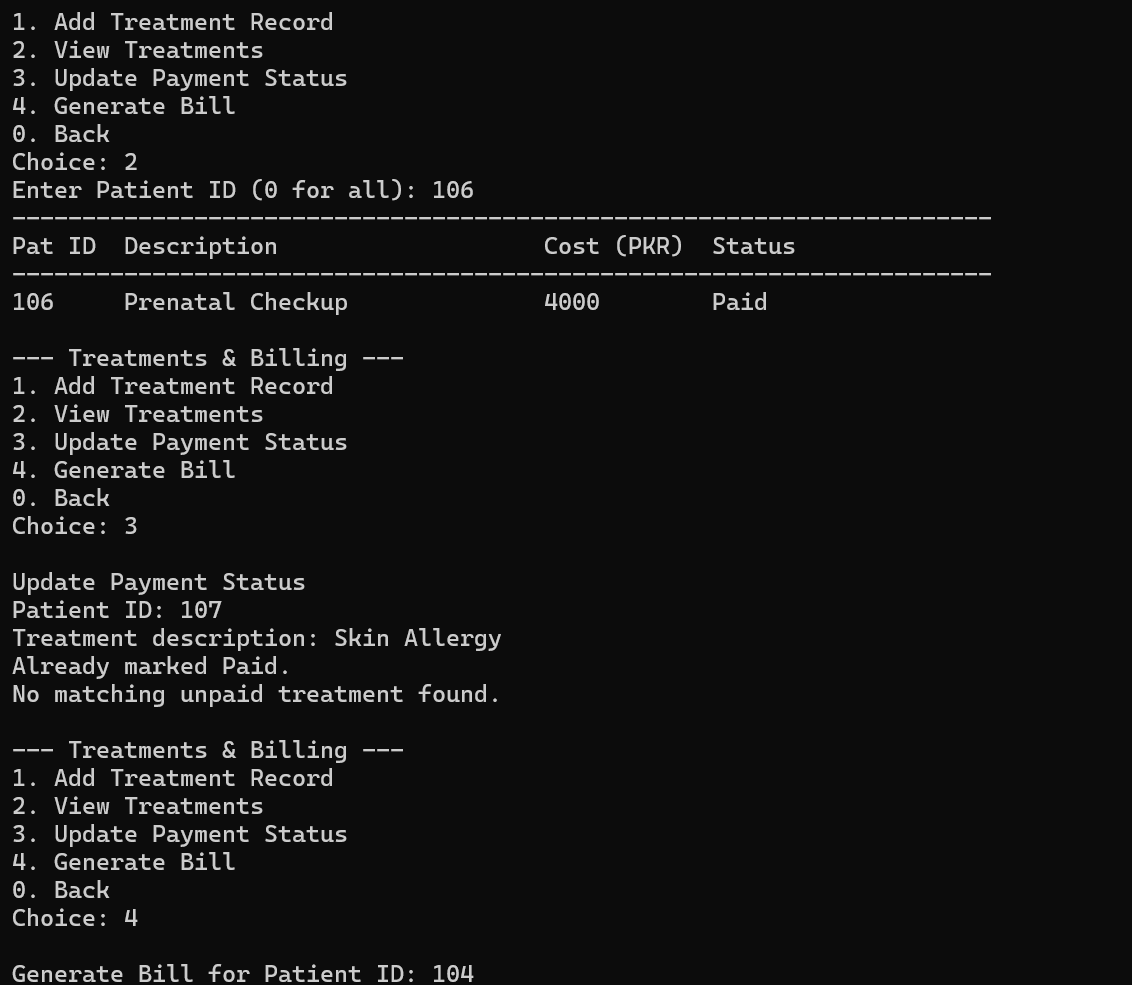 1. Add Treatment Record
2. View Treatments
3. Update Payment Status
4. Generate Bill
0. Back
Choice: 2
Enter Patient ID (0 for all): 106
----------------------------------------------------------------------
Pat ID  Description                   Cost (PKR)  Status
----------------------------------------------------------------------
106     Prenatal Checkup              4000        Paid
--- Treatments & Billing ---
1. Add Treatment Record
2. View Treatments
3. Update Payment Status
4. Generate Bill
0. Back
Choice: 3
Update Payment Status
Patient ID: 107
Treatment description: Skin Allergy
Already marked Paid.
No matching unpaid treatment found.
--- Treatments & Billing ---
1. Add Treatment Record
2. View Treatments
3. Update Payment Status
4. Generate Bill
0. Back
Choice: 4
Generate Bill for Patient ID: 104